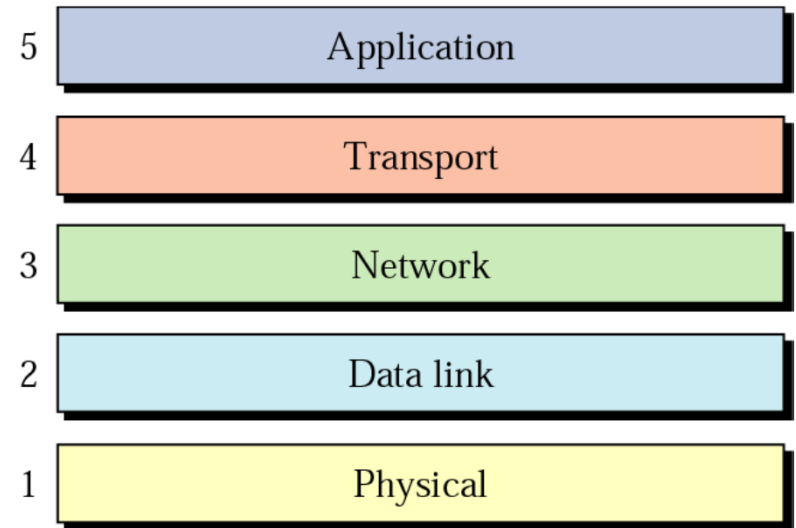 5 Application
4 Transport
3 Network
2 Data link
1 Physical